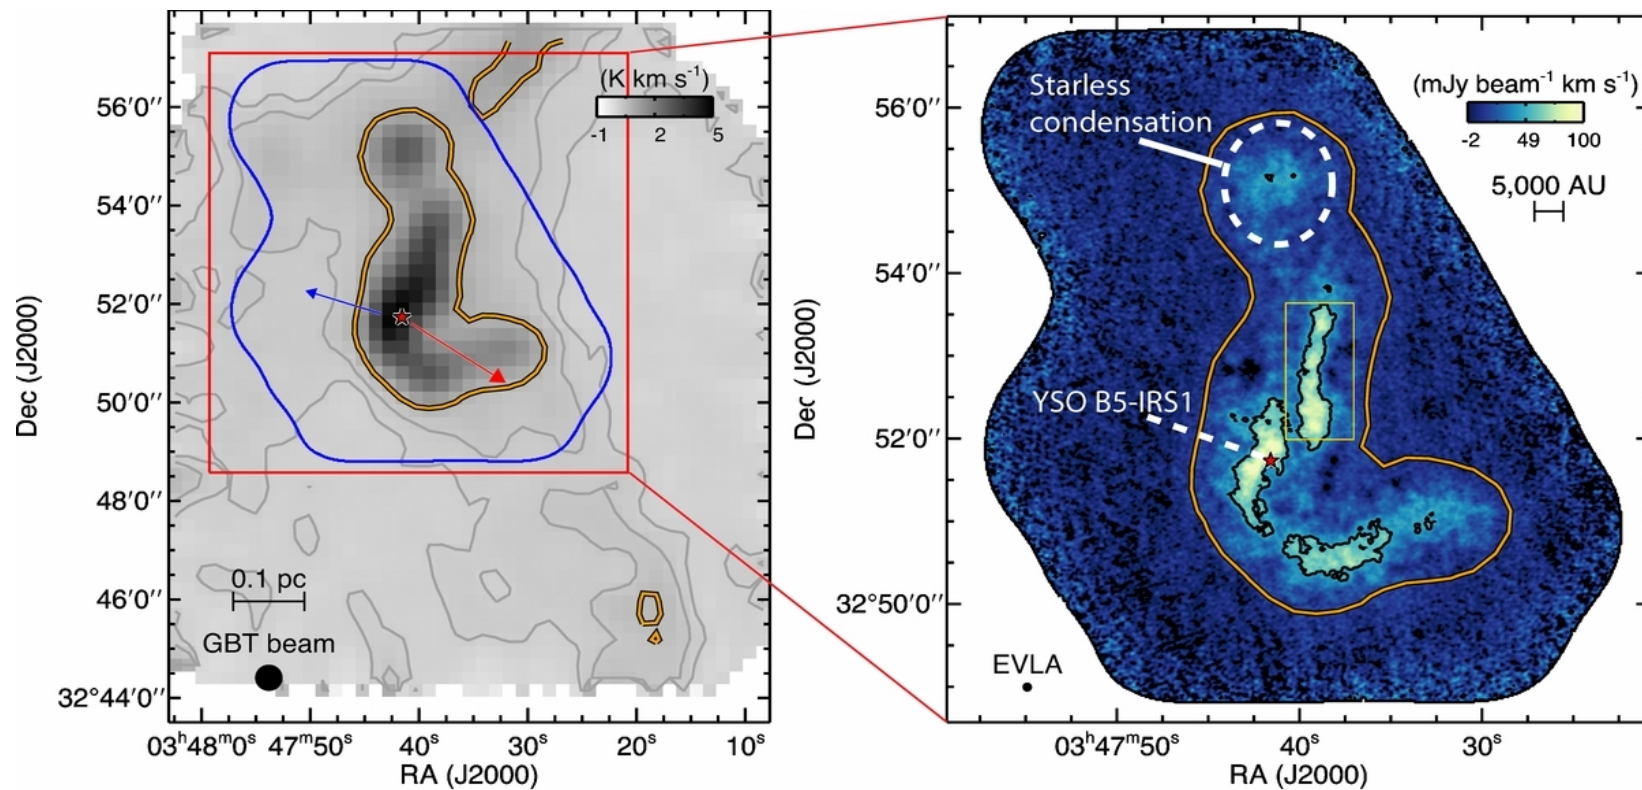 (K km s⁻¹)
-1 2 5
56′0″
54′0″
52′0″
50′0″
48′0″
46′0″
32°44′0″
Dec (J2000)
0.1 pc
GBT beam
03ʰ48ᵐ0ˢ 47ᵐ50ˢ 40ˢ 30ˢ 20ˢ 10ˢ
RA (J2000)
Starless
condensation
(mJy beam⁻¹ km s⁻¹)
-2 49 100
5,000 AU
YSO B5-IRS1
EVLA
56′0″
54′0″
52′0″
32°50′0″
Dec (J2000)
03ʰ47ᵐ50ˢ 40ˢ 30ˢ
RA (J2000)